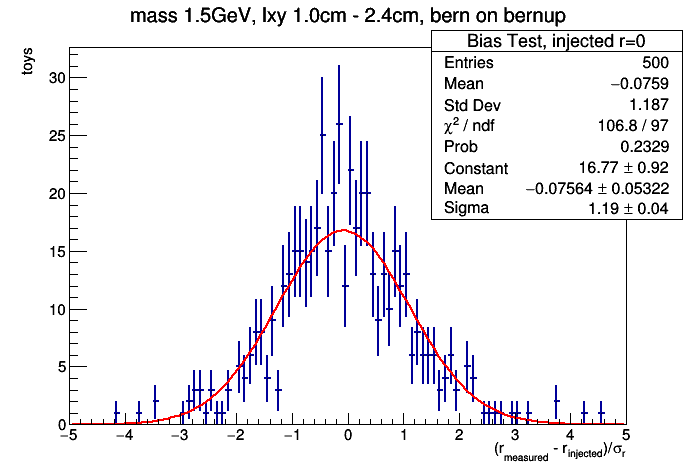 mass 1.5GeV, lxy 1.0cm - 2.4cm, bern on bernup
Bias Test, injected r=0
Entries 500
Mean −0.0759
Std Dev 1.187
χ² / ndf 106.8 / 97
Prob 0.2329
Constant 16.77 ± 0.92
Mean −0.07564 ± 0.05322
Sigma 1.19 ± 0.04
toys
30
25
20
15
10
5
0
−5 −4 −3 −2 −1 0 1 2 3 4 5
(r_measured - r_injected)/σ_r